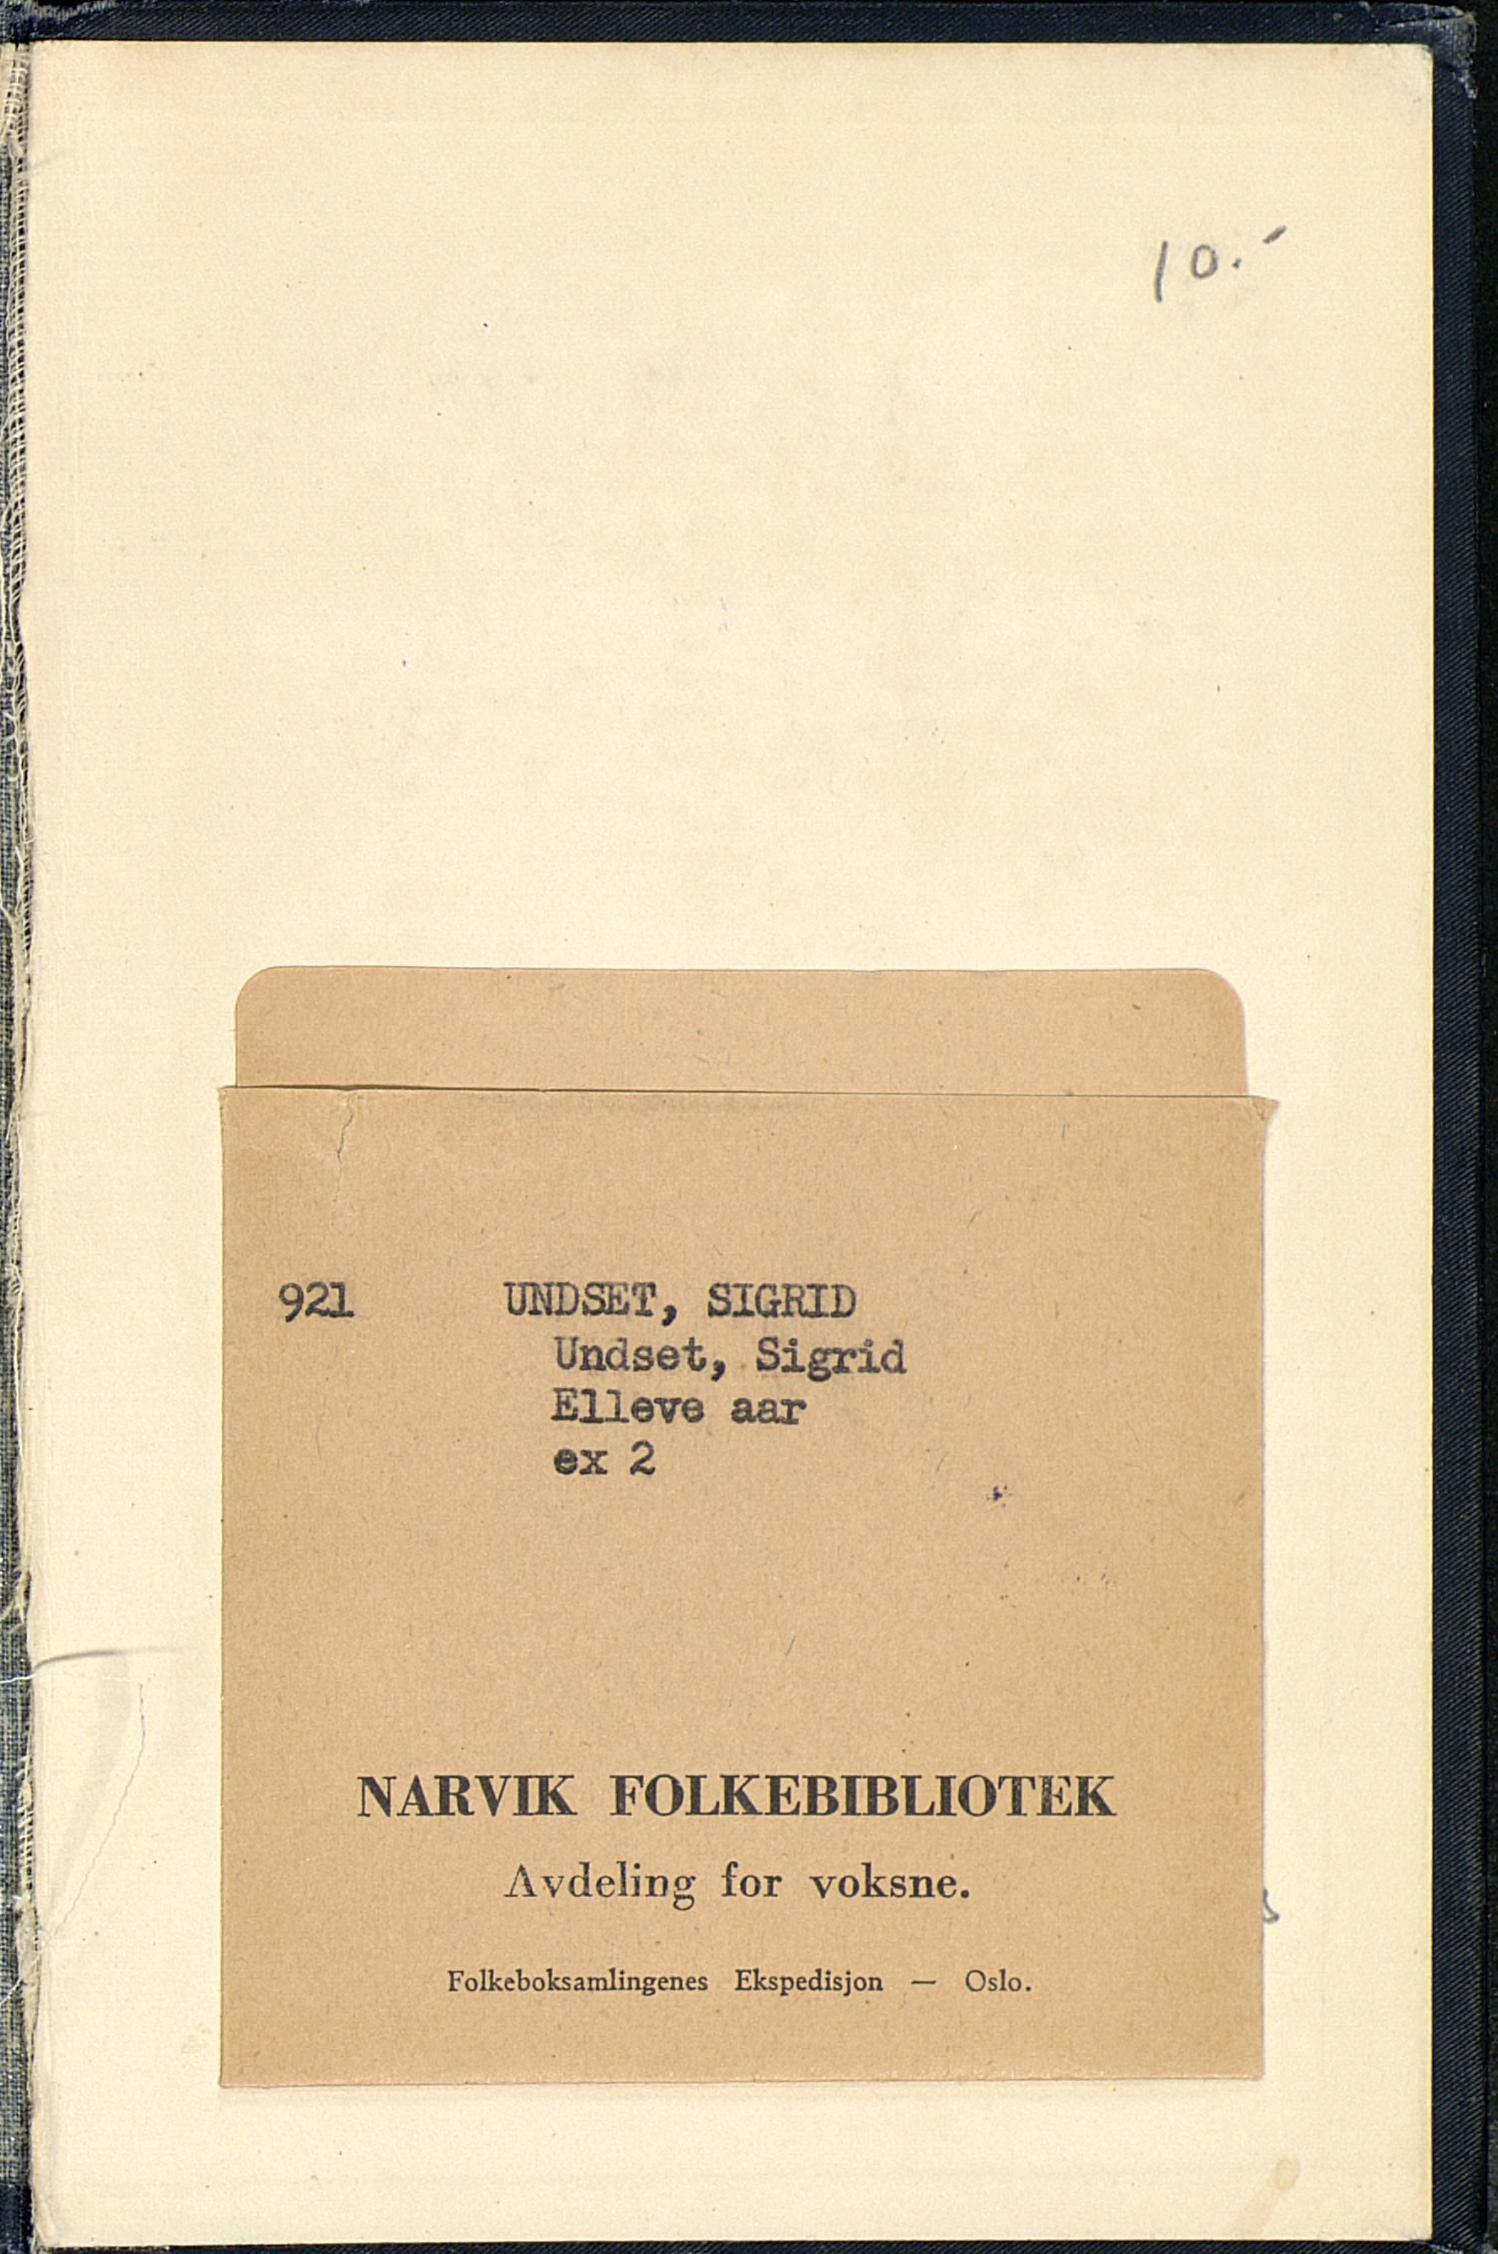 10.-
921 UNDSET, SIGRID
Undset, Sigrid
Elleve aar
ex 2
NARVIK FOLKEBIBLIOTEK
Avdeling for voksne.
Folkeboksamlingenes Ekspedisjon — Oslo.